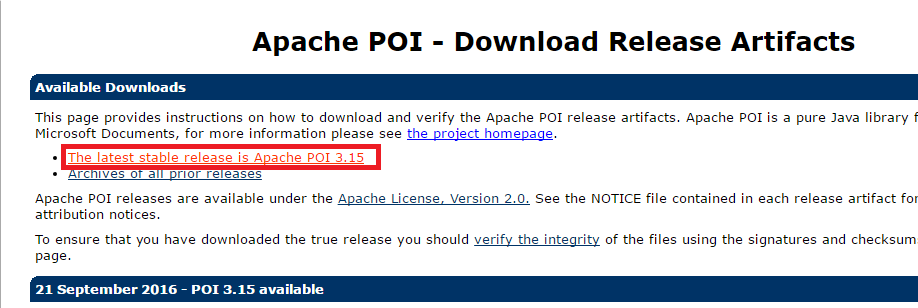 Apache POI - Download Release Artifacts
Available Downloads
This page provides instructions on how to download and verify the Apache POI release artifacts. Apache POI is a pure Java library
Microsoft Documents, for more information please see the project homepage.
• The latest stable release is Apache POI 3.15
• Archives of all prior releases
Apache POI releases are available under the Apache License, Version 2.0. See the NOTICE file contained in each release artifact for
attribution notices.
To ensure that you have downloaded the true release you should verify the integrity of the files using the signatures and checksum
page.
21 September 2016 - POI 3.15 available